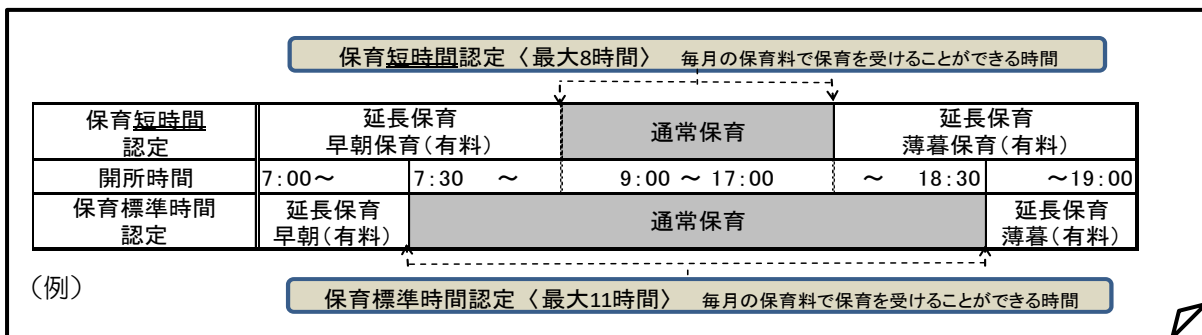 保育短時間認定〈最大8時間〉 毎月の保育料で保育を受けることができる時間
保育短時間
認定
延長保育
早朝保育(有料)
通常保育
延長保育
薄暮保育(有料)
開所時間
7:00～
7:30 ～
9:00 ～ 17:00
～ 18:30
～19:00
保育標準時間
認定
延長保育
早朝(有料)
通常保育
延長保育
薄暮(有料)
(例)
保育標準時間認定〈最大11時間〉 毎月の保育料で保育を受けることができる時間